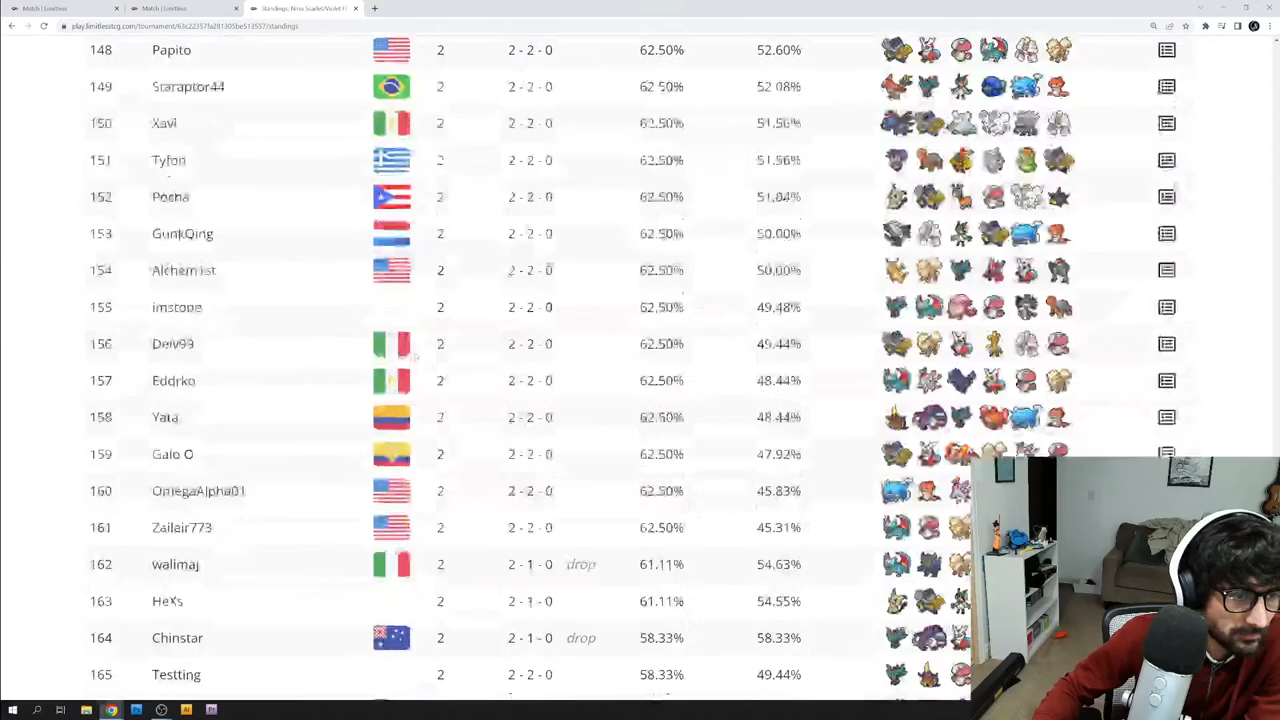 Match | Limitless
Match | Limitless
Standings: Nino Scarlet/Violet F
play.limitlesstcg.com/tournament/63c22357fa281305be513557/standings
148 Papito 2 2 - 2 - 0 62.50% 52.60%
149 Staraptor44 2 2 - 2 - 0 62.50% 52.08%
150 Xavi 2 2 - 2 - 0 62.50% 51.56%
151 Tyfon 2 2 - 2 - 0 62.50% 51.50%
152 Pocha 2 2 - 2 - 0 62.50% 51.04%
153 GunkQing 2 2 - 2 - 0 62.50% 50.00%
154 Alchemist 2 2 - 2 - 0 62.50% 50.00%
155 imstone 2 2 - 2 - 0 62.50% 49.48%
156 Deiv93 2 2 - 2 - 0 62.50% 49.44%
157 Eddrko 2 2 - 2 - 0 62.50% 48.44%
158 Yata 2 2 - 2 - 0 62.50% 48.44%
159 Galo 2 2 - 2 - 0 62.50% 47.92%
160 OmegaAlpha01 2 2 - 2 - 0 62.50% 45.83%
161 Zaileir773 2 2 - 2 - 0 62.50% 45.31%
162 walimaj 2 2 - 1 - 0 drop 61.11% 54.63%
163 HeXs 2 2 - 1 - 0 61.11% 54.55%
164 Chinstar 2 2 - 1 - 0 drop 58.33% 58.33%
165 Testting 2 2 - 2 - 0 58.33% 49.44%